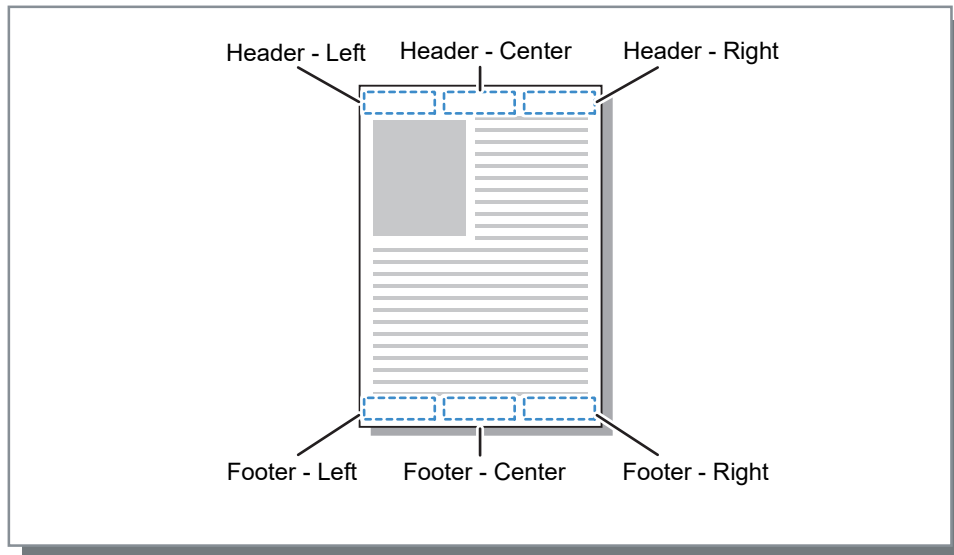 Header - Left
Header - Center
Header - Right
Footer - Left
Footer - Center
Footer - Right